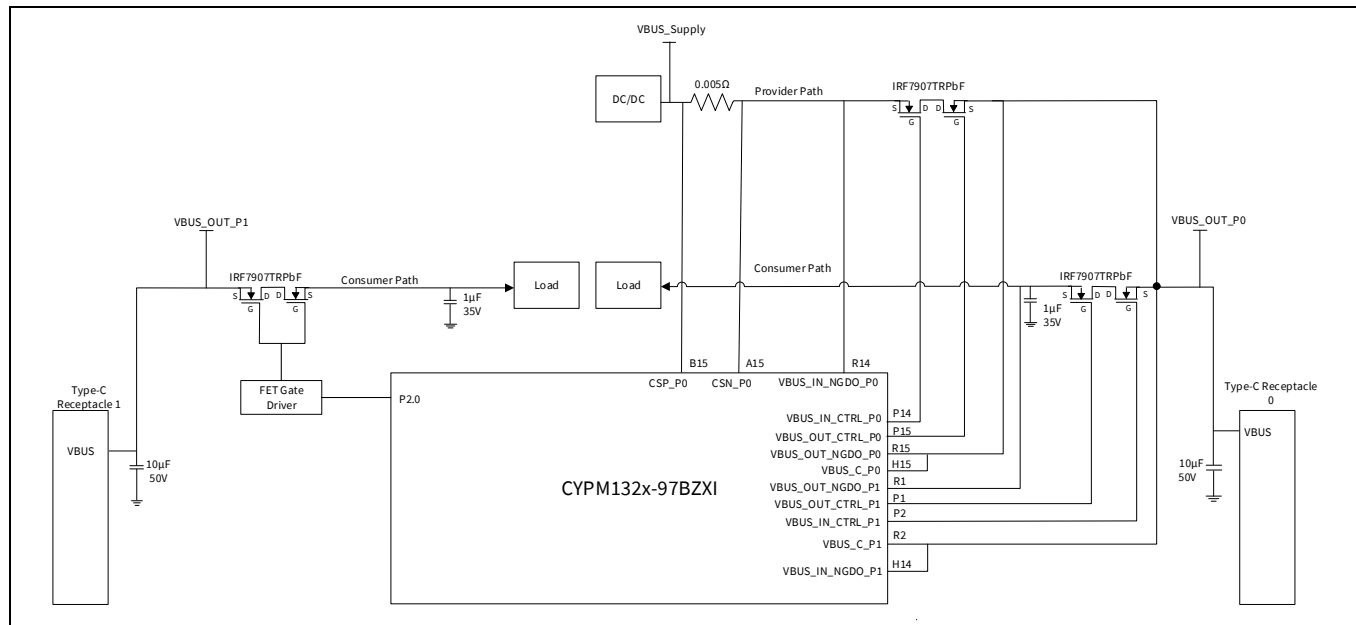 VBUS_Supply
DC/DC
0.005Ω
Provider Path
IRF7907TRPbF
S
D
D
S
G
G
VBUS_OUT_P1
VBUS_OUT_P0
IRF7907TRPbF
Consumer Path
S
D
D
S
G
G
1µF
35V
Load
Load
Consumer Path
IRF7907TRPbF
S
D
D
S
G
G
1µF
35V
FET Gate
Driver
Type-C
Receptacle 1
VBUS
10µF
50V
B15
A15
R14
CSP_P0
CSN_P0
VBUS_IN_NGDO_P0
P2.0
CYPM132x-97BZXI
VBUS_IN_CTRL_P0
P14
VBUS_OUT_CTRL_P0
P15
VBUS_OUT_NGDO_P0
R15
VBUS_C_P0
H15
VBUS_OUT_NGDO_P1
R1
VBUS_OUT_CTRL_P1
P1
VBUS_IN_CTRL_P1
P2
VBUS_C_P1
R2
VBUS_IN_NGDO_P1
H14
Type-C Receptacle
0
VBUS
10µF
50V